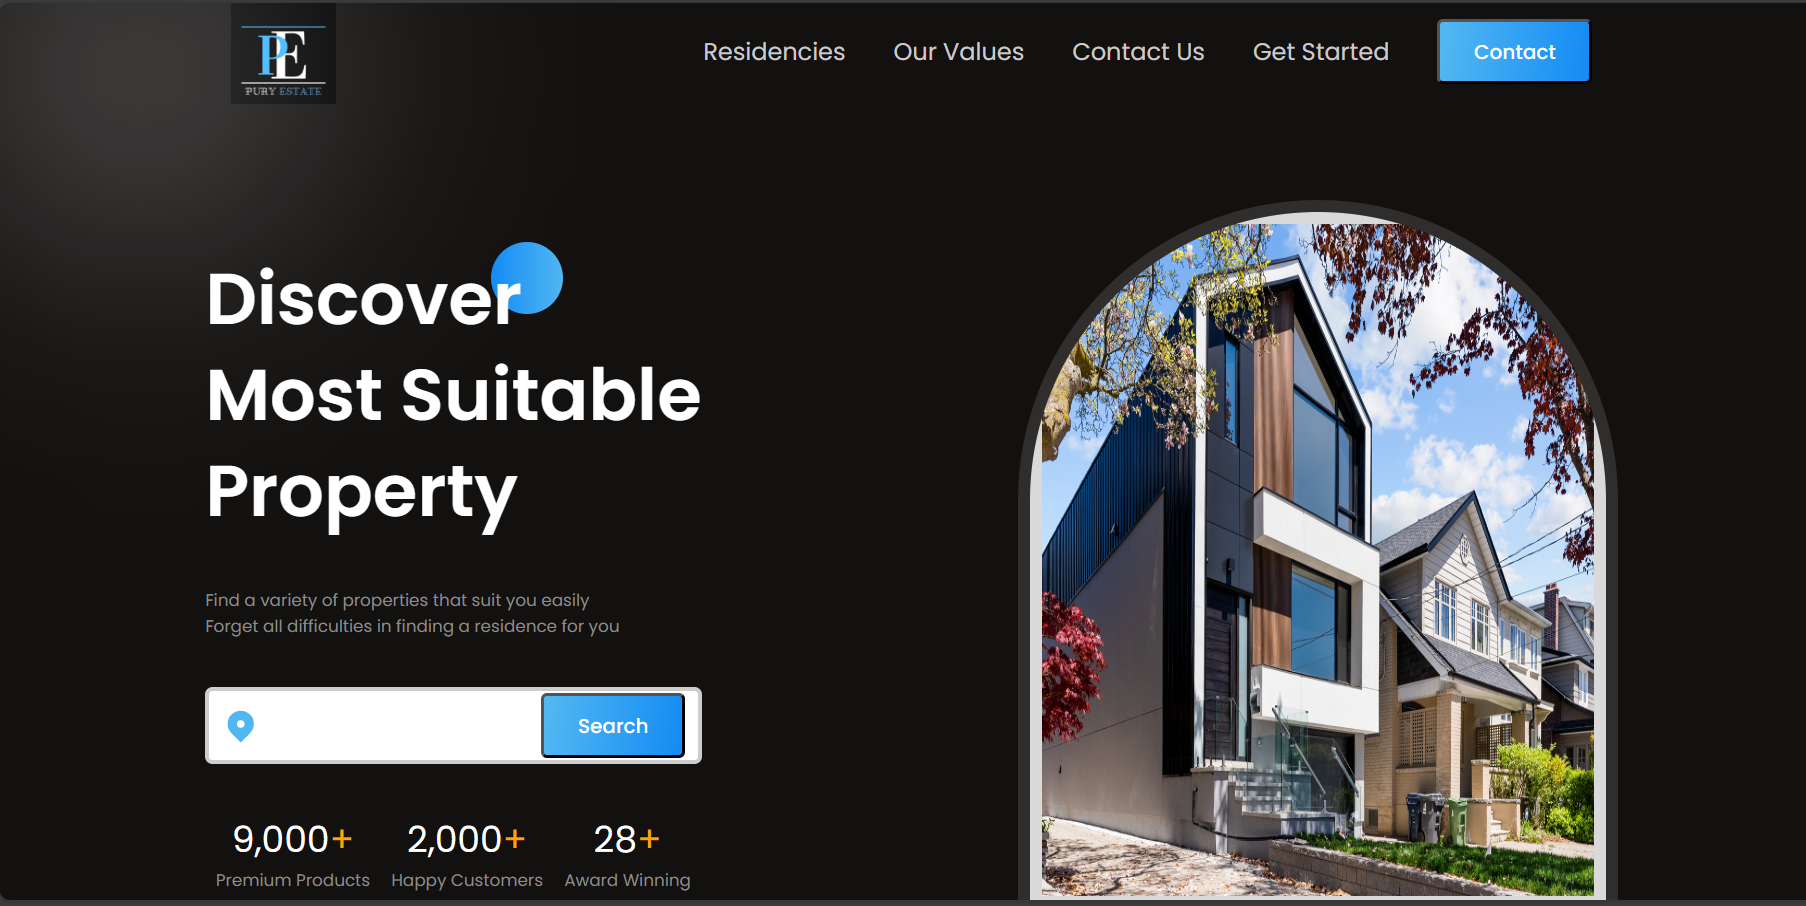 PE
PURY ESTATE
Residencies
Our Values
Contact Us
Get Started
Contact
Discover
Most Suitable
Property
Find a variety of properties that suit you easily
Forget all difficulties in finding a residence for you
Search
9,000+
2,000+
28+
Premium Products
Happy Customers
Award Winning